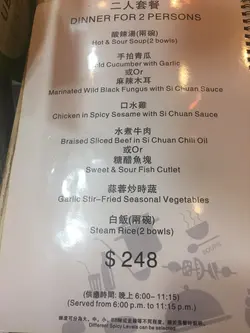 二人套餐
DINNER FOR 2 PERSONS
酸辣湯(兩碗)
Hot & Sour Soup(2 bowls)
手拍青瓜
Cucumber with Garlic
或Or
麻辣木耳
Marinated Wild Black Fungus with Si Chuan Sauce
口水雞
Chicken in Spicy Sesame with Si Chuan Sauce
水煮牛肉
Braised Sliced Beef in Si Chuan Chili Oil
或Or
糖醋魚塊
Sweet & Sour Fish Cutlet
蒜蓉炒時蔬
Garlic Stir-Fried Seasonal Vegetables
白飯(兩碗)
Steam Rice(2 bowls)
$248
(供應時間: 晚上 6:00– 11:15)
(Served from 6:00 p.m. to 11:15 p.m.)
Different Spicy Levels can be selected.